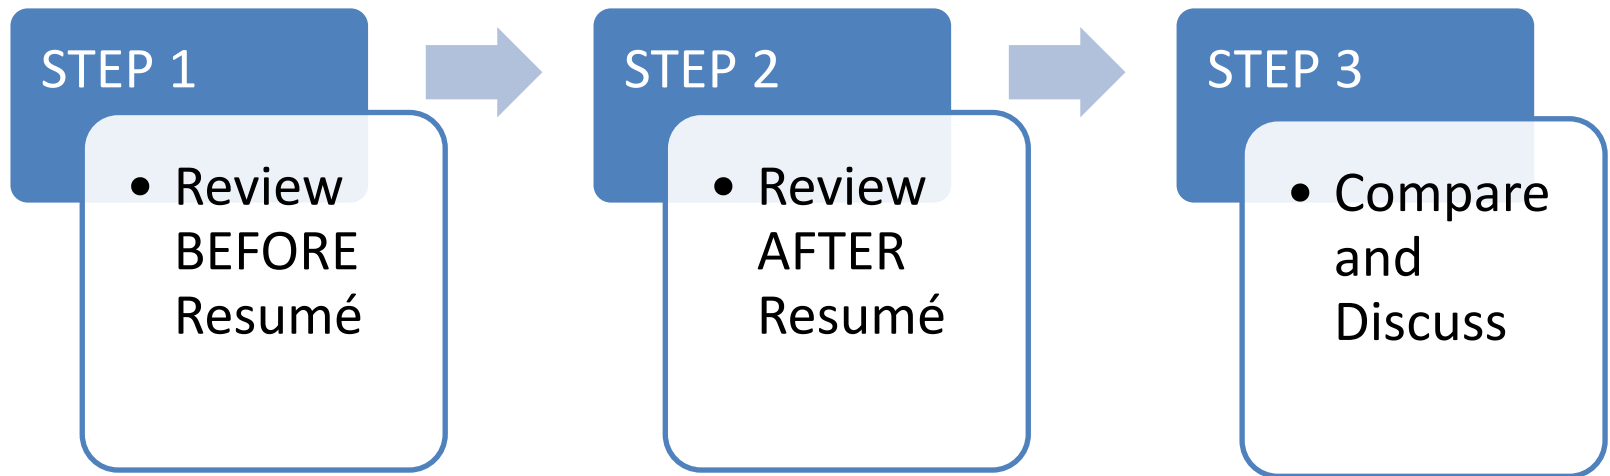 STEP 1
• Review
BEFORE
Resumé
STEP 2
• Review
AFTER
Resumé
STEP 3
• Compare
and
Discuss